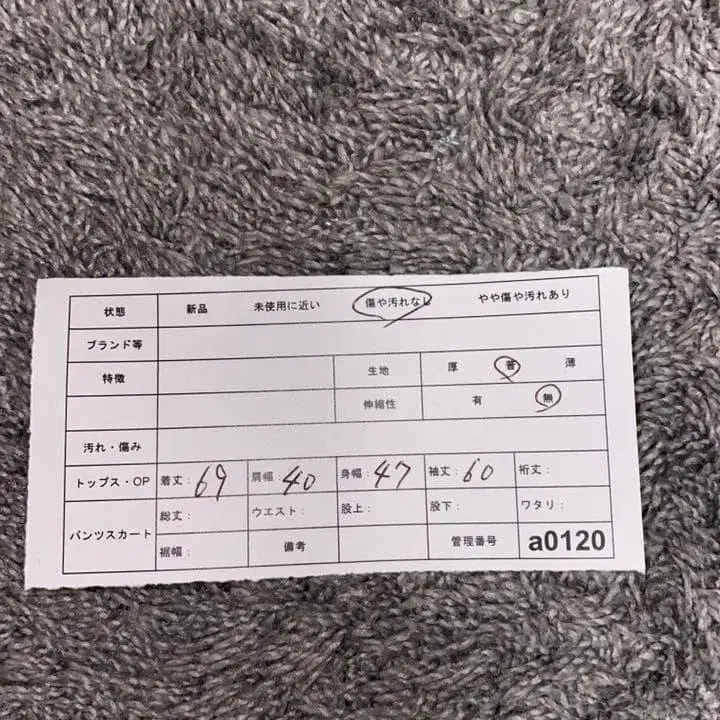 状態 新品 未使用に近い 傷や汚れなし やや傷や汚れあり
ブランド等
特徴 生地 厚 普 薄
伸縮性 有 無
汚れ・傷み
トップス・OP 着丈：69 肩幅：40 身幅：47 袖丈：60 裄丈：
パンツスカート 総丈： ウエスト： 股上： 股下： ワタリ：
裾幅： 備考 管理番号 a0120